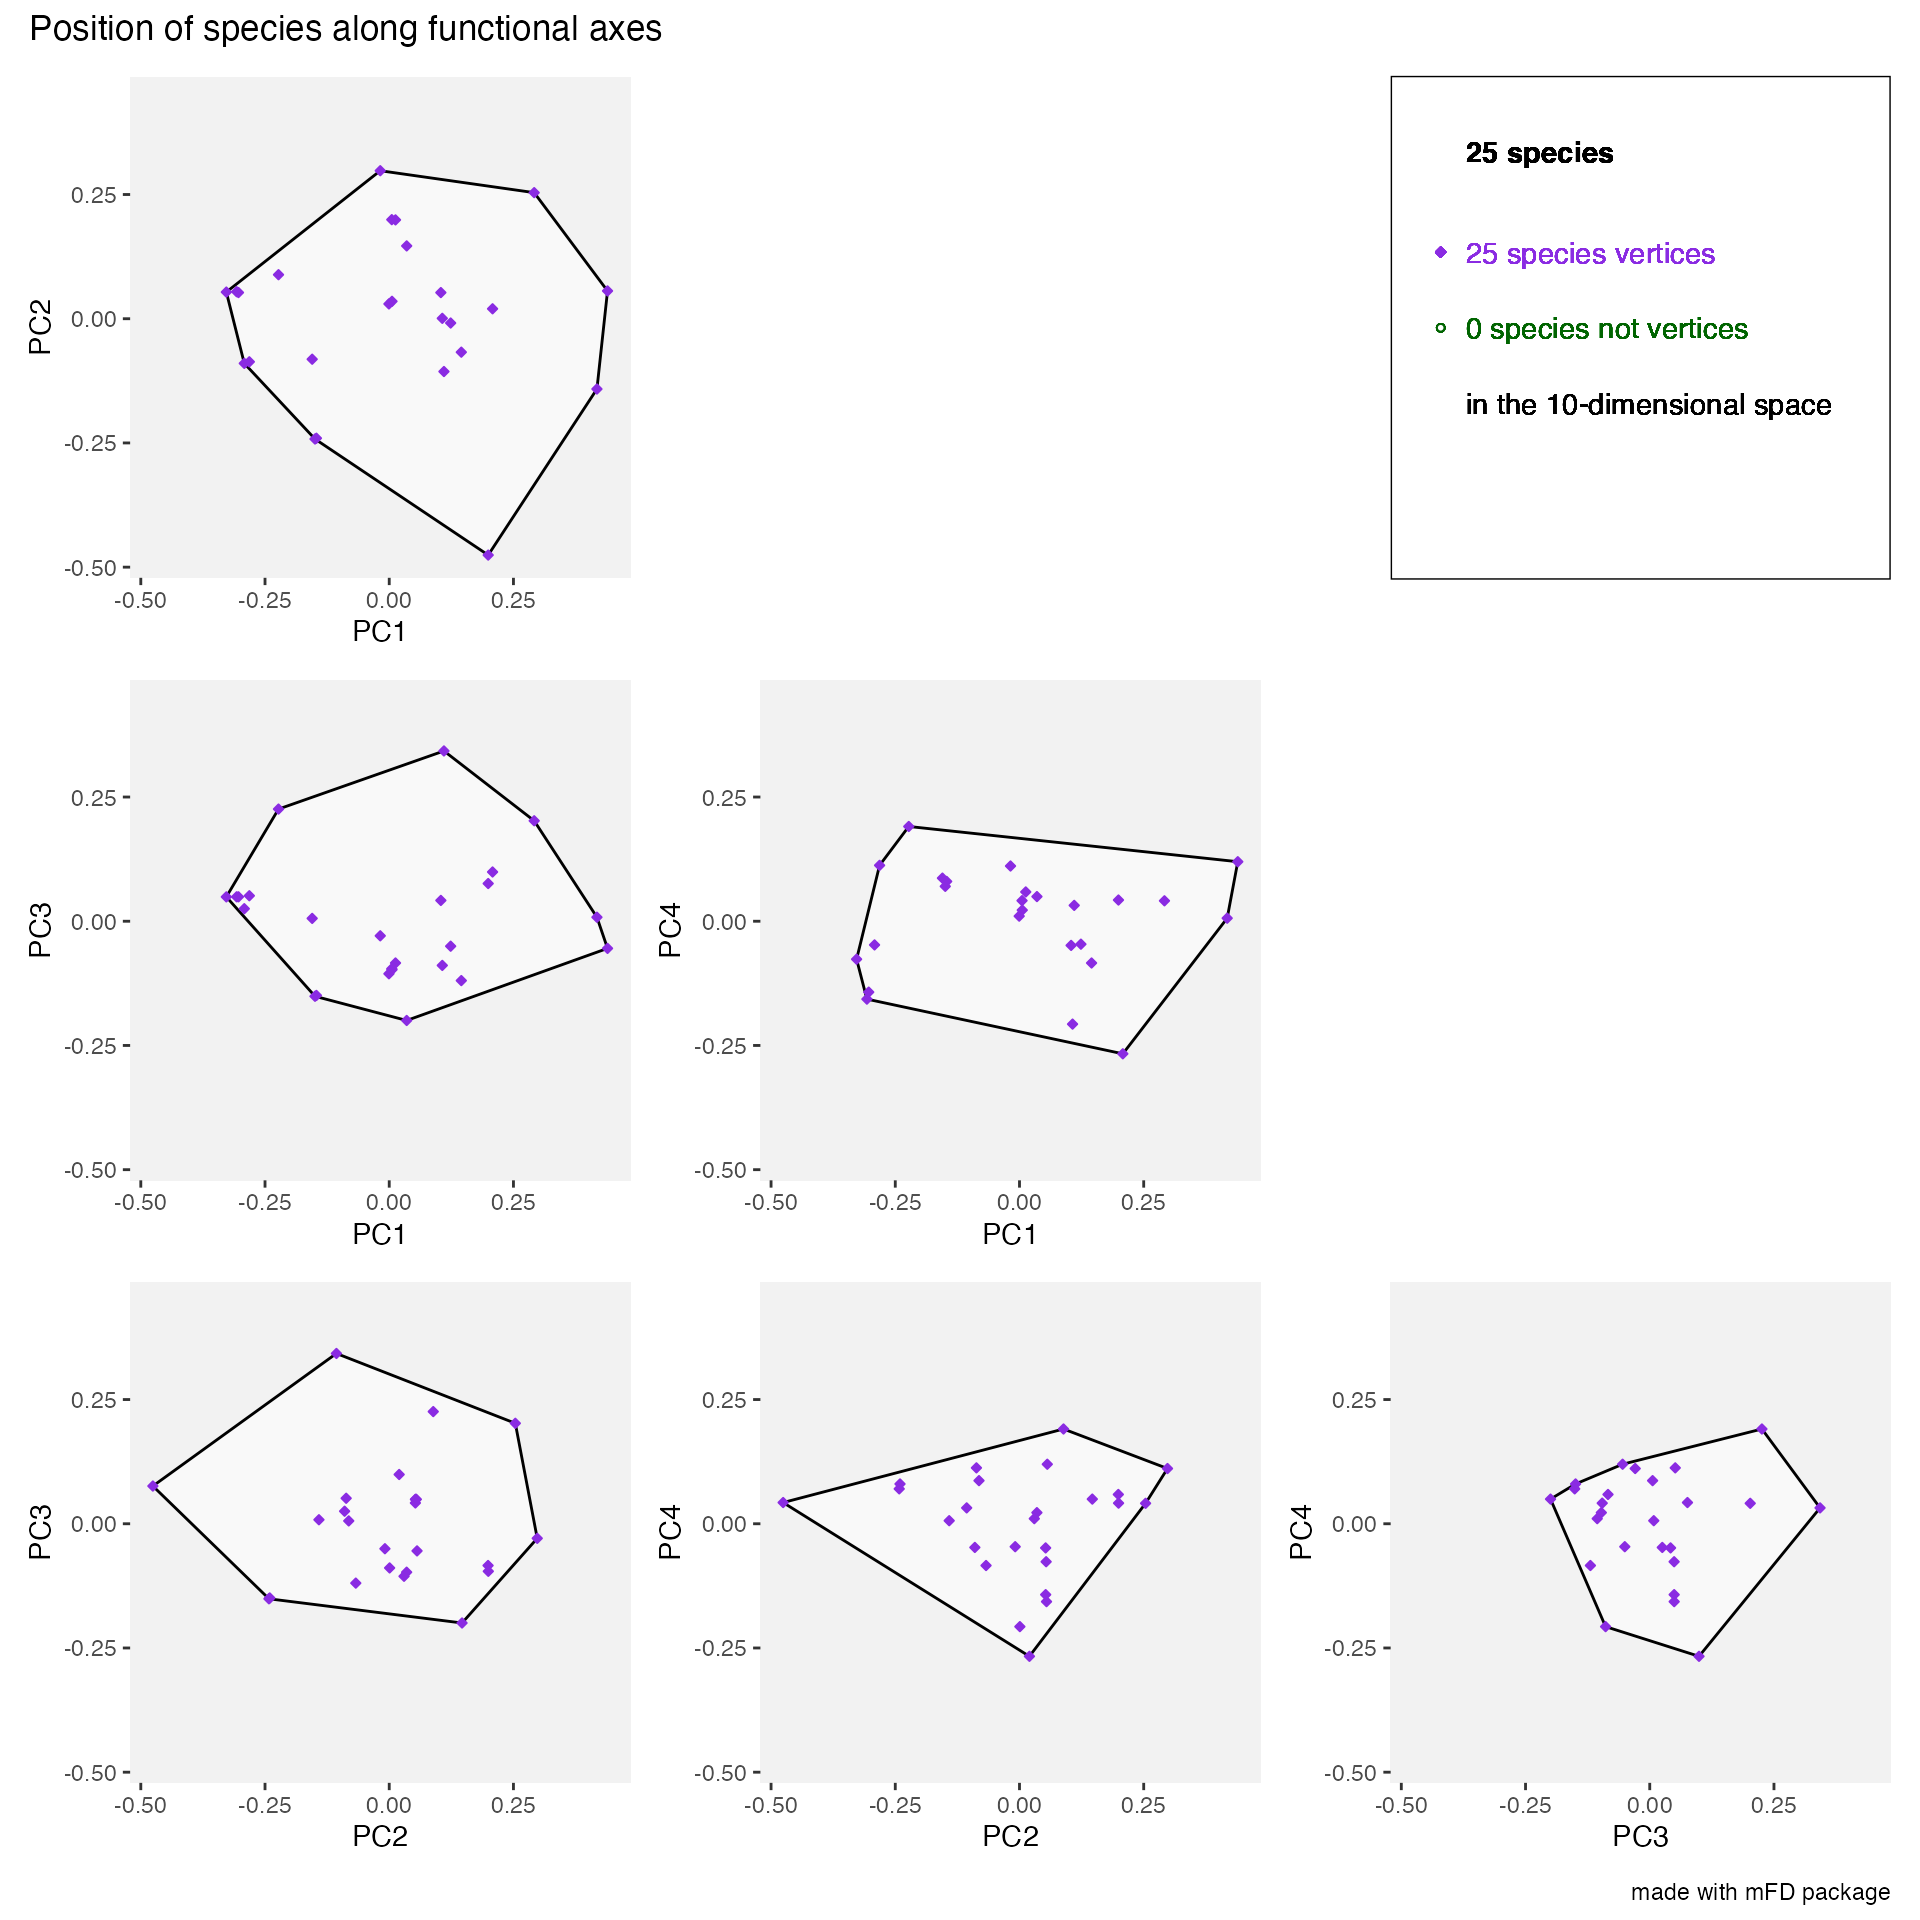 Position of species along functional axes
PC2
0.25
0.00
-0.25
-0.50
-0.50 -0.25 0.00 0.25
PC1
25 species
25 species vertices
0 species not vertices
in the 10-dimensional space
PC3
0.25
0.00
-0.25
-0.50
-0.50 -0.25 0.00 0.25
PC1
PC4
0.25
0.00
-0.25
-0.50
-0.50 -0.25 0.00 0.25
PC1
PC3
0.25
0.00
-0.25
-0.50
-0.50 -0.25 0.00 0.25
PC2
PC4
0.25
0.00
-0.25
-0.50
-0.50 -0.25 0.00 0.25
PC2
PC4
0.25
0.00
-0.25
-0.50
-0.50 -0.25 0.00 0.25
PC3
made with mFD package